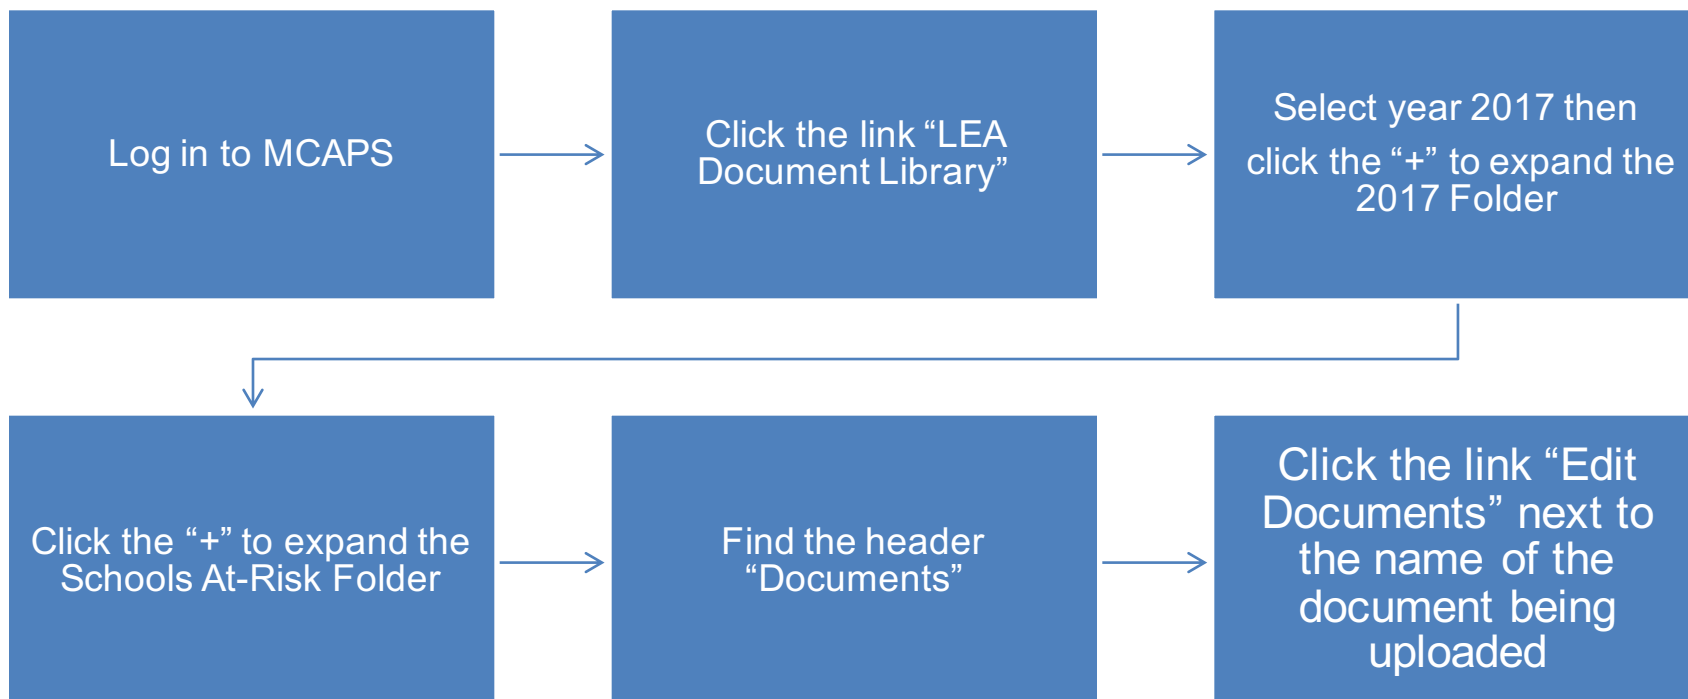 Log in to MCAPS
Click the link “LEA
Document Library”
Select year 2017 then
click the “+” to expand the
2017 Folder
Click the “+” to expand the
Schools At-Risk Folder
Find the header
“Documents”
Click the link “Edit
Documents” next to
the name of the
document being
uploaded